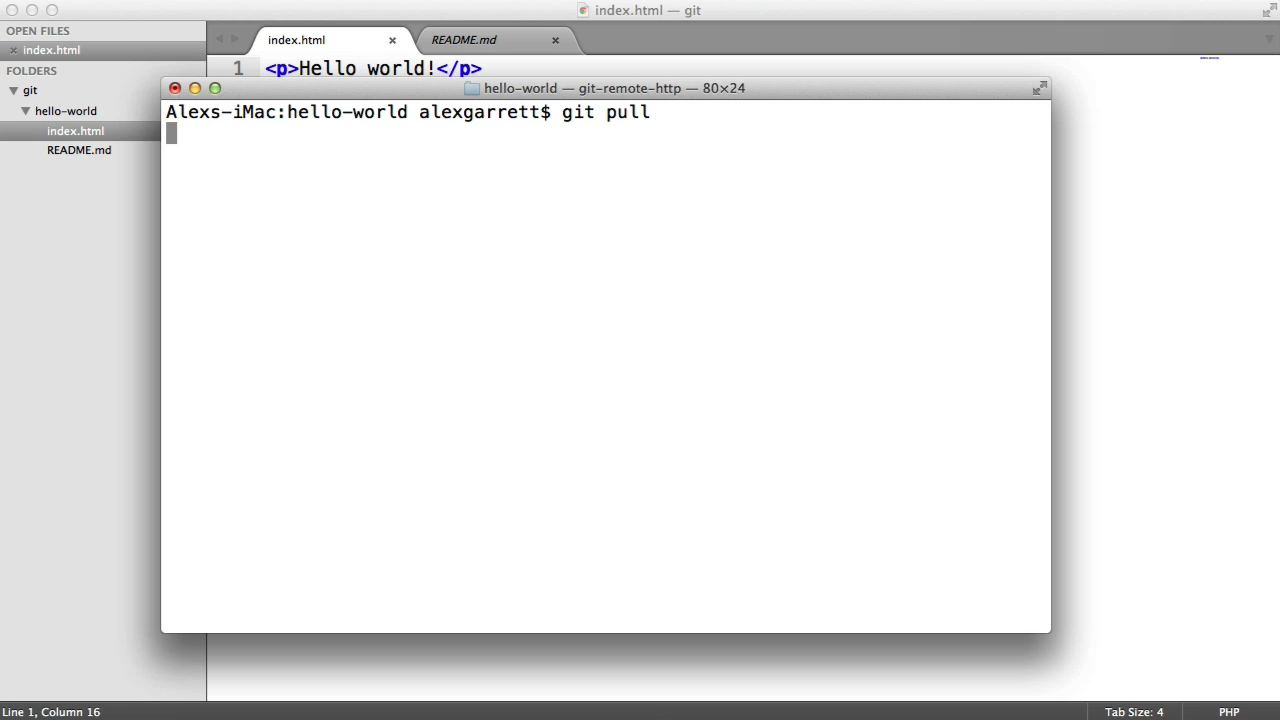 index.html — git
OPEN FILES
index.html
FOLDERS
git
hello-world
index.html
README.md
index.html
README.md
1 <p>Hello world!</p>
hello-world — git-remote-http — 80×24
Alexs-iMac:hello-world alexgarrett$ git pull
Line 1, Column 16
Tab Size: 4
PHP